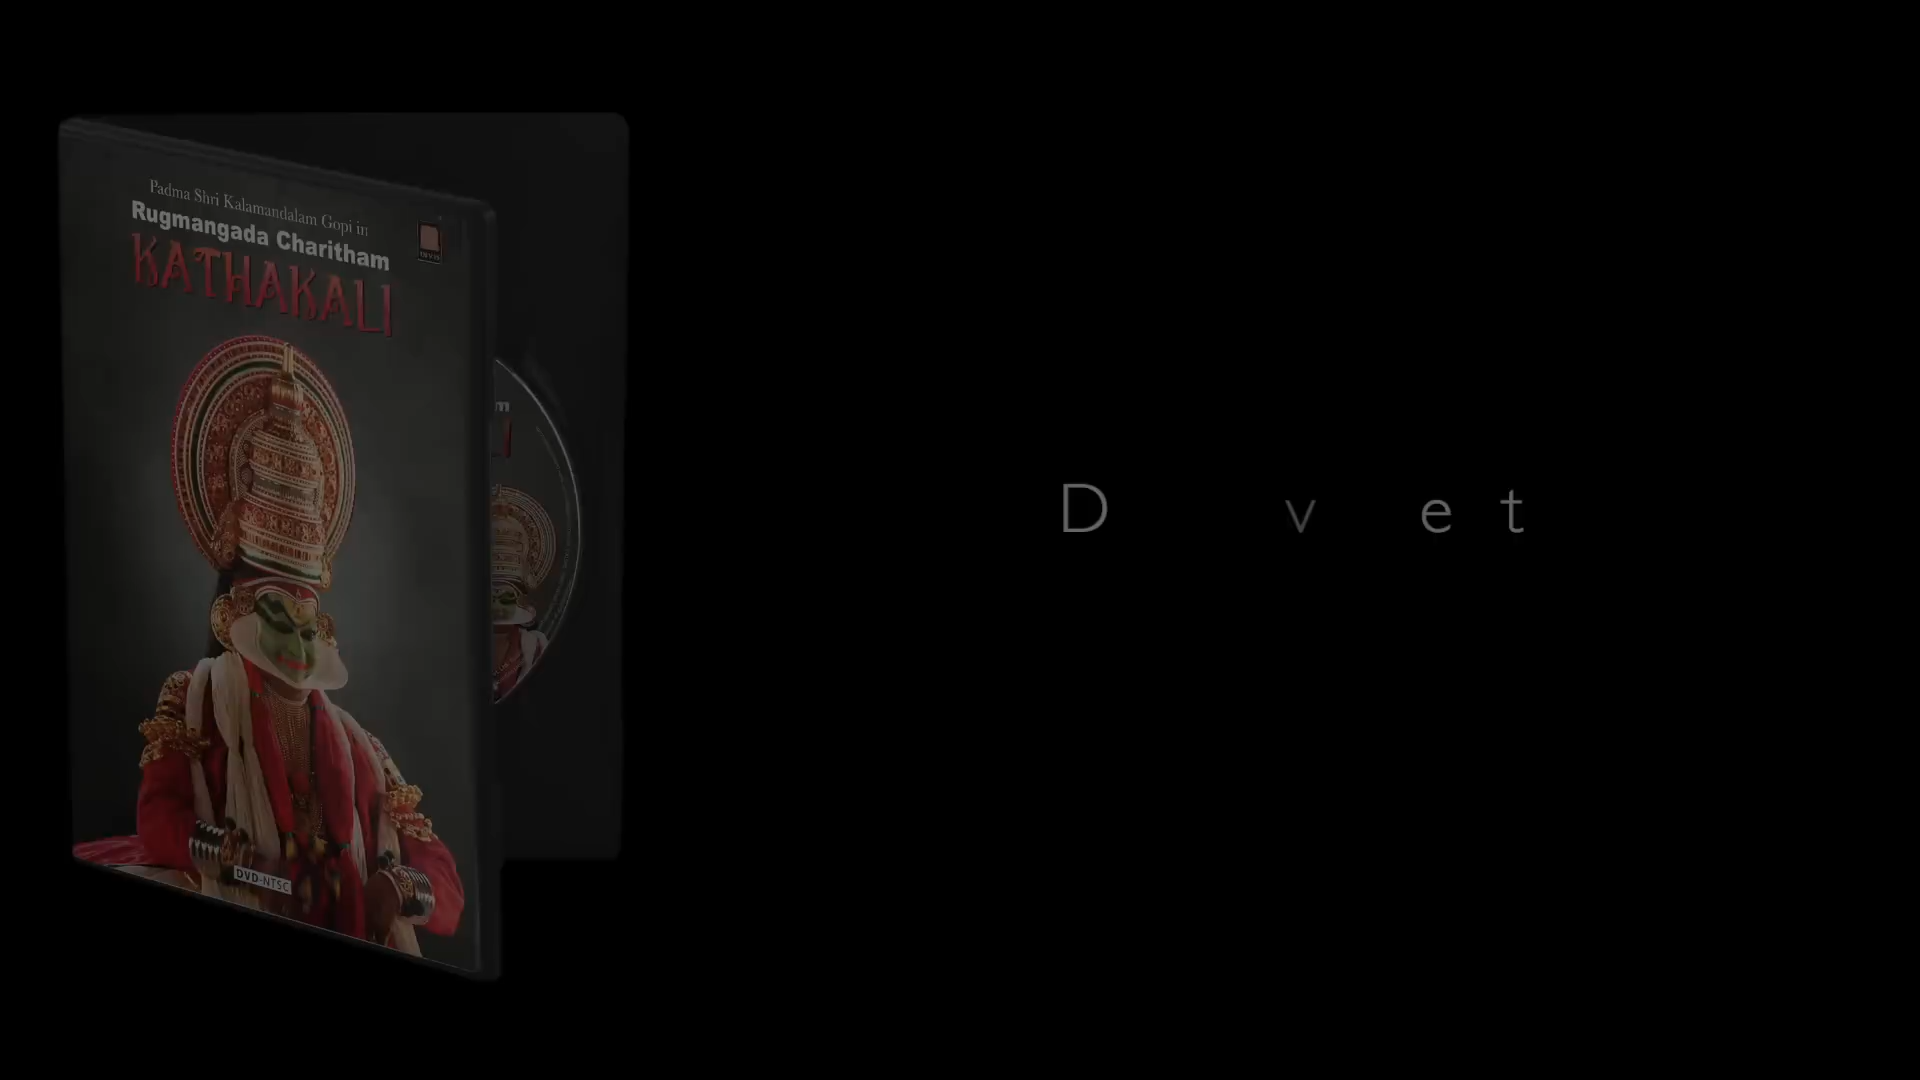 Padma Shri Kalamandalam Gopi in
Rugmangada Charitham
KATHAKALI
DVD-NTSC
D v e t